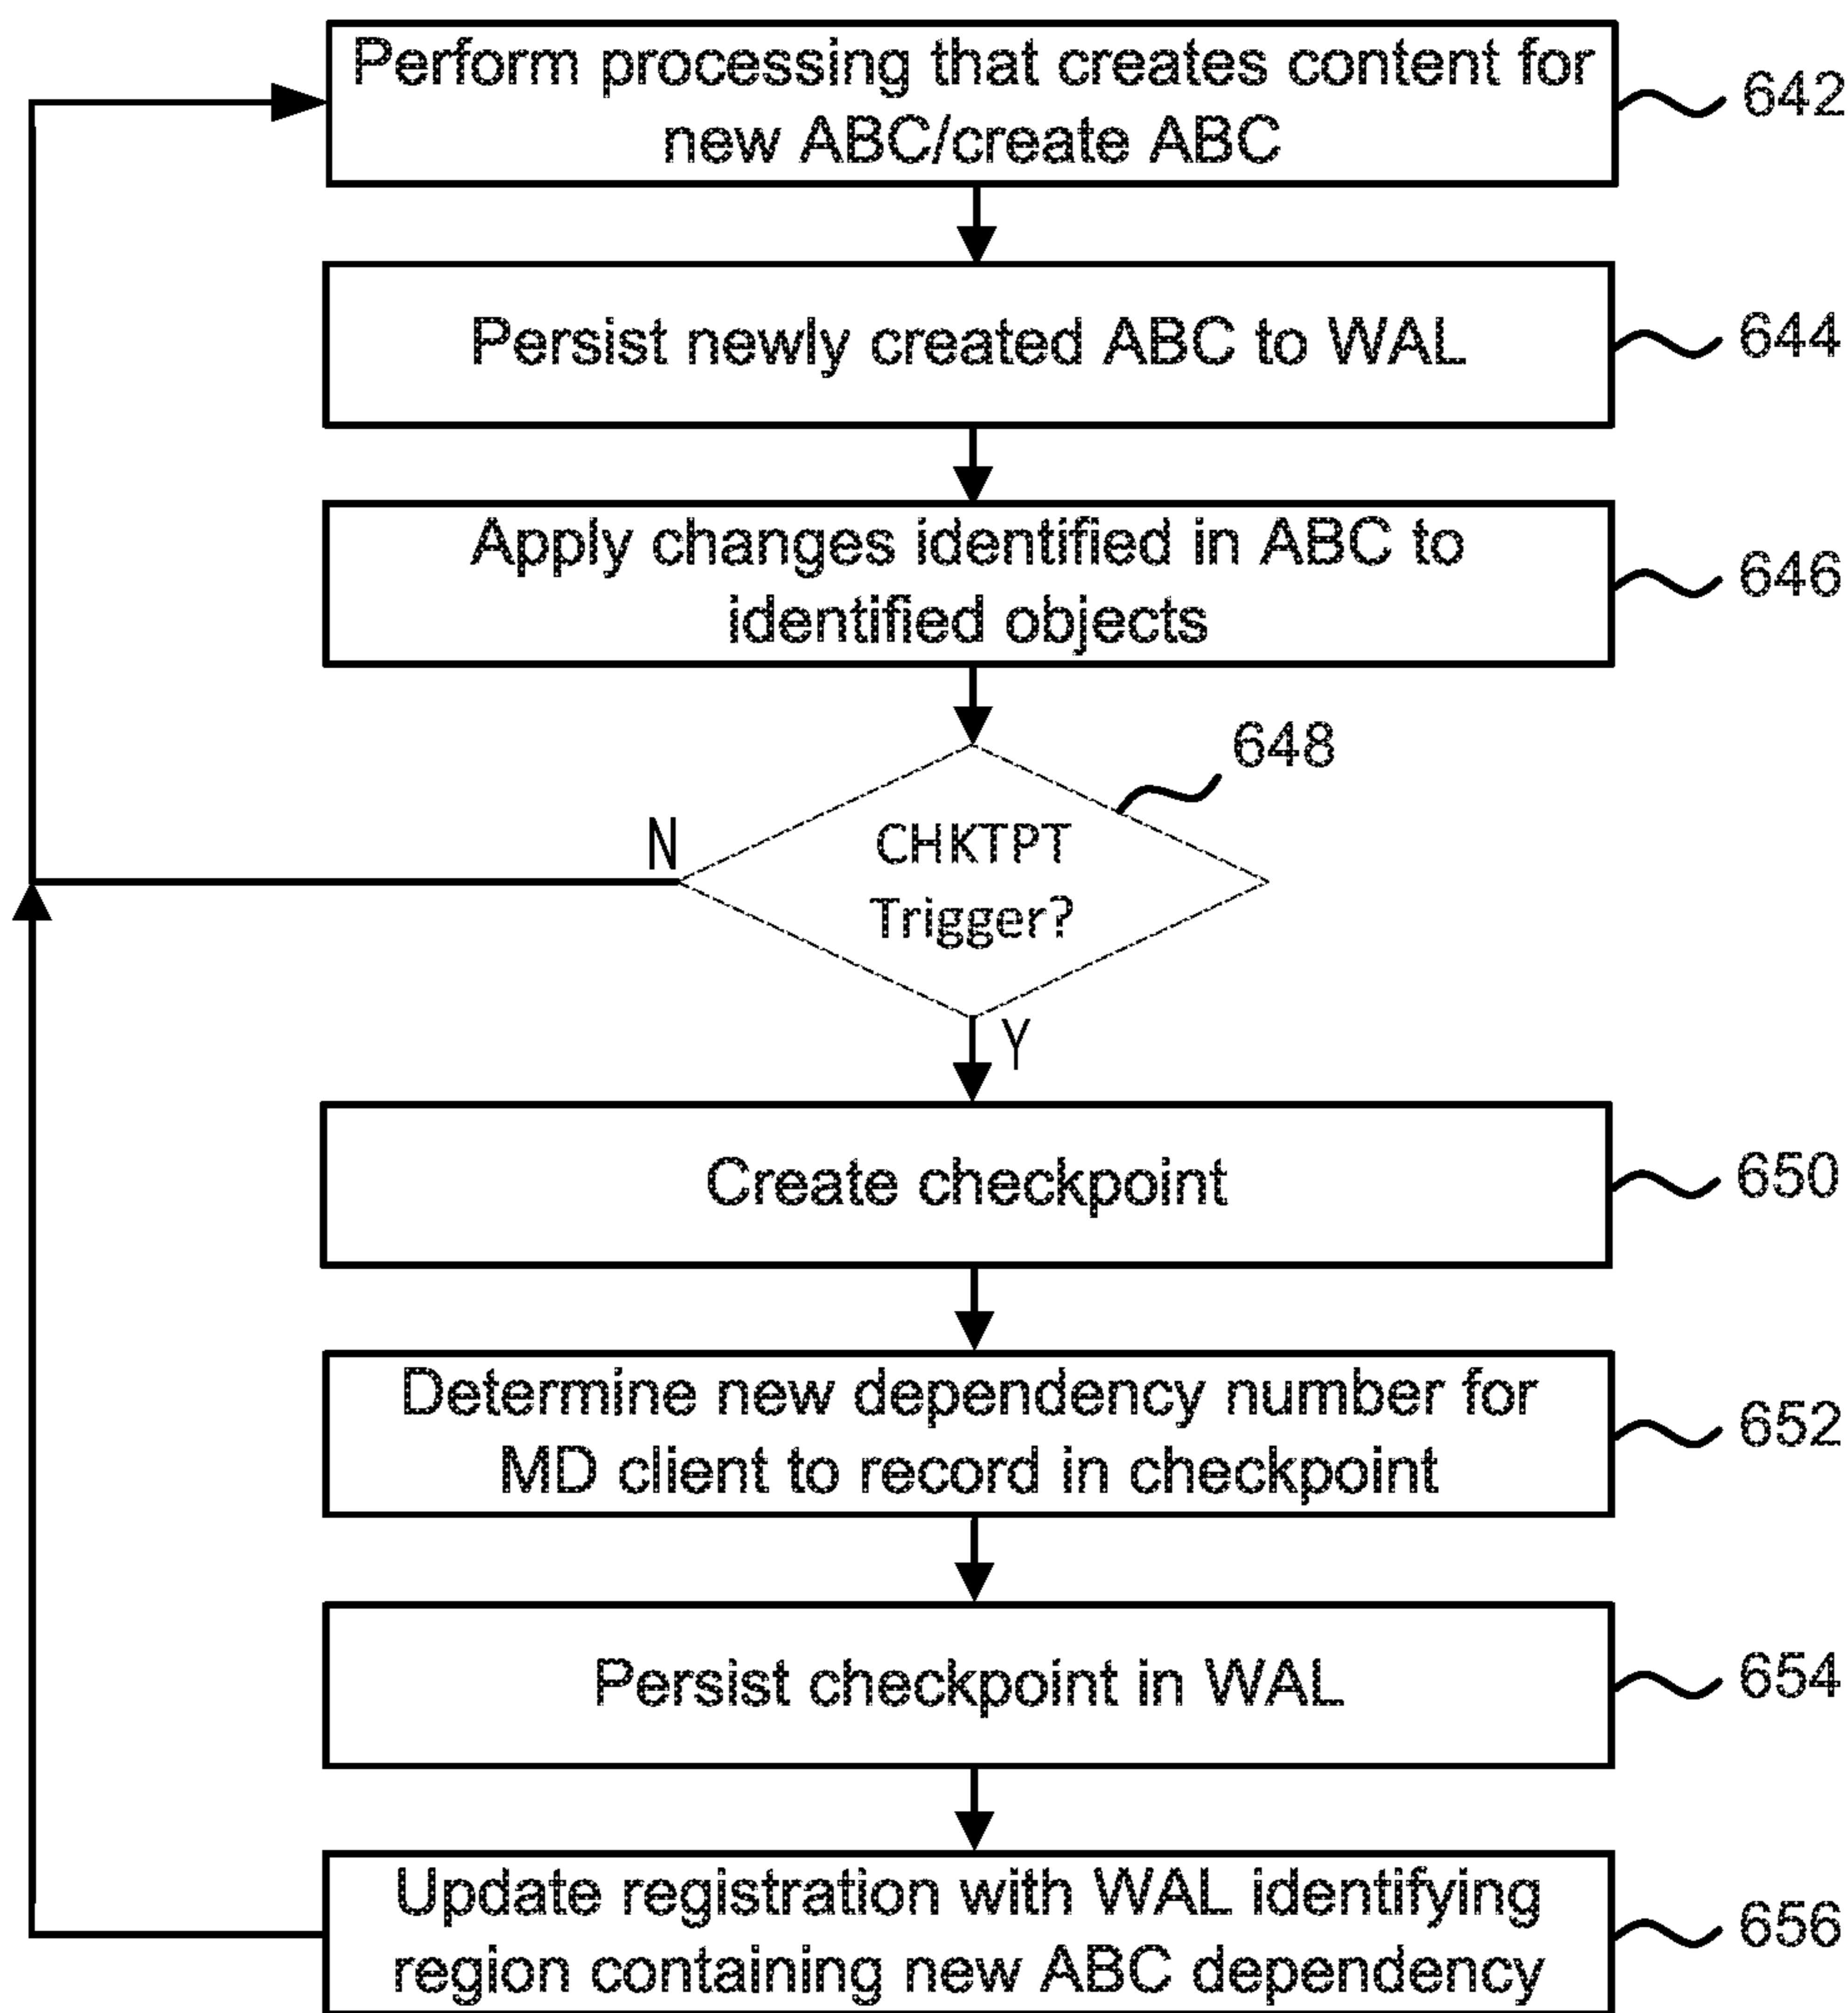 Perform processing that creates content for
new ABC/create ABC
642
Persist newly created ABC to WAL
644
Apply changes identified in ABC to
identified objects
646
648
N
CHKTPT
Trigger?
Y
Create checkpoint
650
Determine new dependency number for
MD client to record in checkpoint
652
Persist checkpoint in WAL
654
Update registration with WAL identifying
region containing new ABC dependency
656